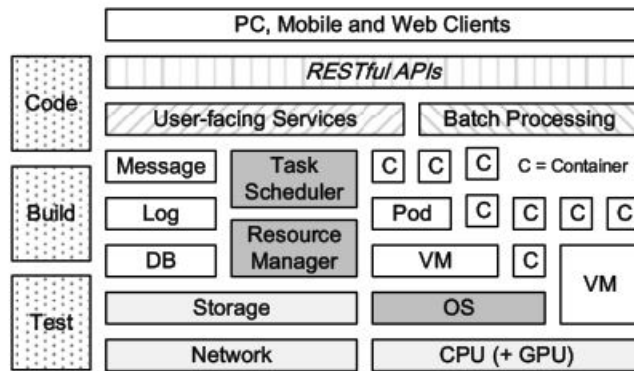 PC, Mobile and Web Clients
Code
RESTful APIs
User-facing Services
Batch Processing
Message
Task
Scheduler
C
C
C
C = Container
Build
Log
Resource
Manager
Pod
C
C
C
C
DB
VM
C
VM
Test
Storage
OS
Network
CPU (+ GPU)